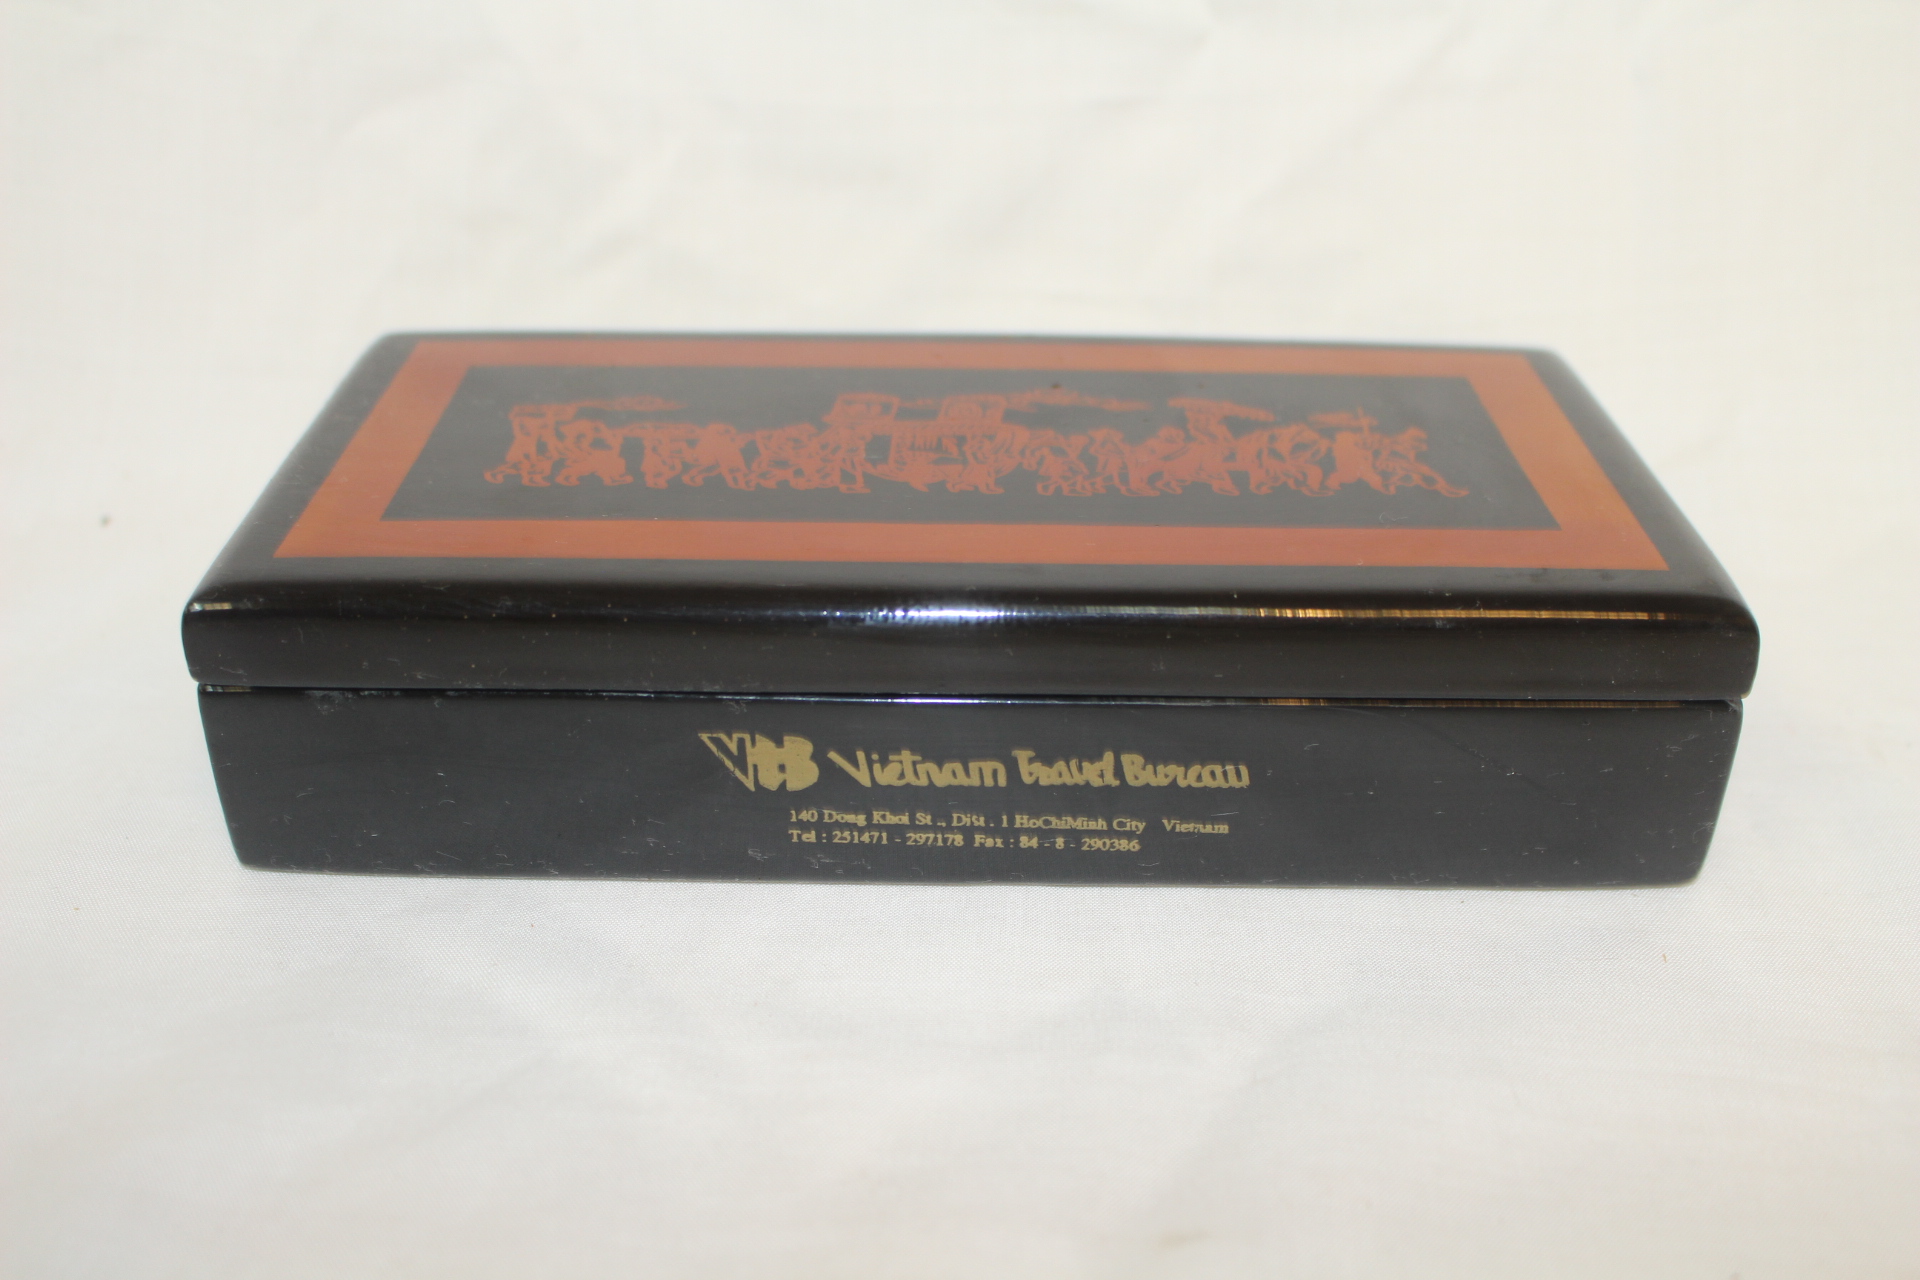 VTB Vietnam Travel Bureau
140 Dong Khoi St ., Dist . 1 HoChiMinh City Vietnam
Tel : 251471 - 297178 Fax : 84 - 8 - 290386